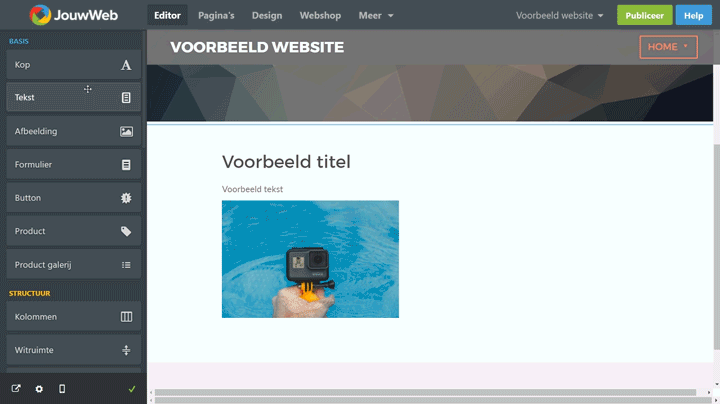 JouwWeb
Editor
Pagina's
Design
Webshop
Meer
Voorbeeld website
Publiceer
Help
BASIS
Kop
Tekst
Afbeelding
Formulier
Button
Product
Product galerij
STRUCTUUR
Kolommen
Witruimte
VOORBEELD WEBSITE
HOME
Voorbeeld titel
Voorbeeld tekst